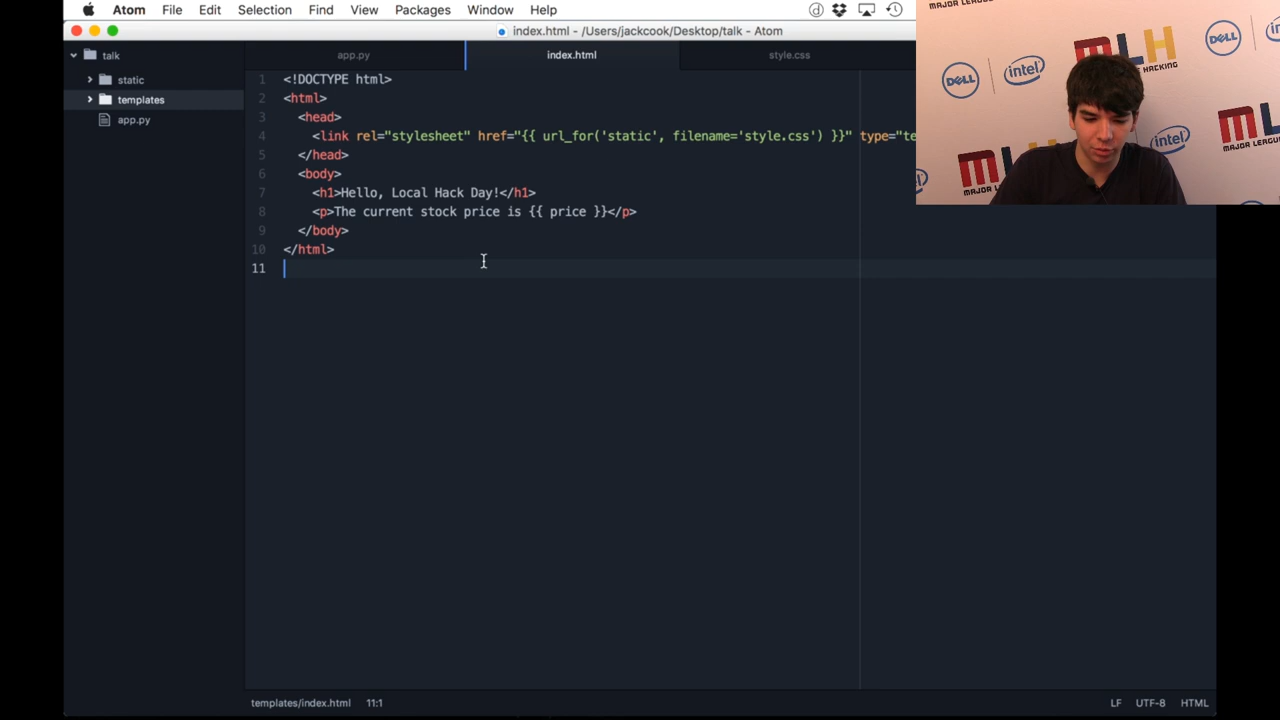 Atom File Edit Selection Find View Packages Window Help
index.html - /Users/jackcook/Desktop/talk - Atom
talk
static
templates
app.py
app.py index.html style.css
1 <!DOCTYPE html>
2 <html>
3 <head>
4 <link rel="stylesheet" href="{{ url_for('static', filename='style.css') }}" type="te
5 </head>
6 <body>
7 <h1>Hello, Local Hack Day!</h1>
8 <p>The current stock price is {{ price }}</p>
9 </body>
10 </html>
11
templates/index.html 11:1
LF UTF-8 HTML
MAJOR LEAGUE
DELL
intel
MLH
HACKING
DELL
intel
MAJOR LEAGU